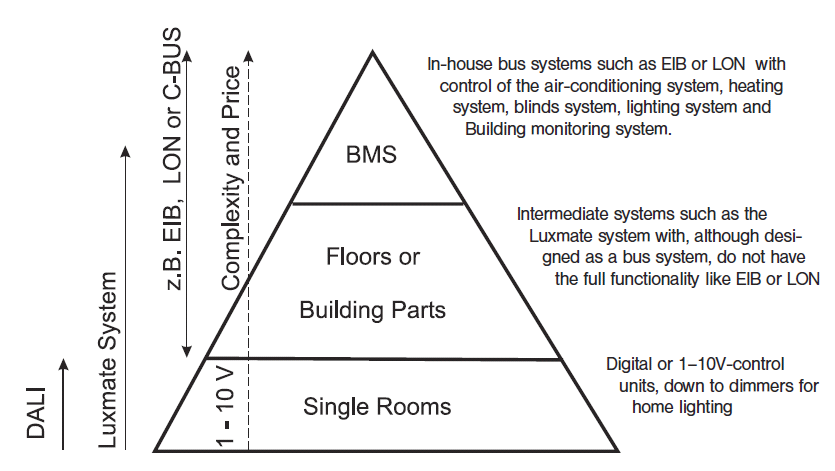 In-house bus systems such as EIB or LON with
control of the air-conditioning system, heating
system, blinds system, lighting system and
Building monitoring system.
BMS
Intermediate systems such as the
Luxmate system with, although desi-
gned as a bus system, do not have
the full functionality like EIB or LON
Floors or
Building Parts
Digital or 1–10V-control
units, down to dimmers for
home lighting
Single Rooms
DALI
Luxmate System
z.B. EIB, LON or C-BUS
Complexity and Price
1 - 10 V